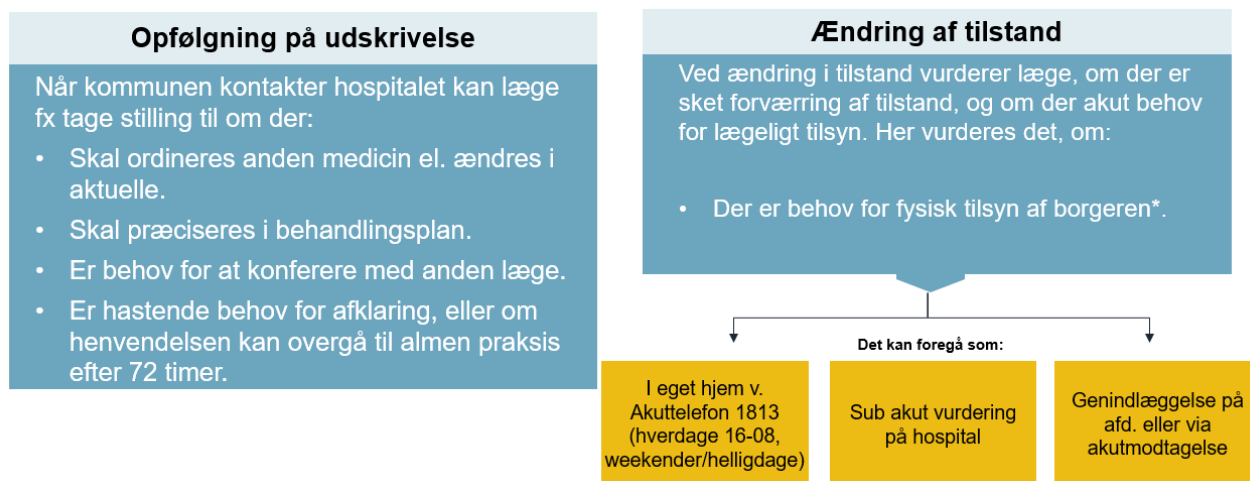 Opfølgning på udskrivelse
Når kommunen kontakter hospitalet kan læge
fx tage stilling til om der:
• Skal ordineres anden medicin el. ændres i
aktuelle.
• Skal præciseres i behandlingsplan.
• Er behov for at konferere med anden læge.
• Er hastende behov for afklaring, eller om
henvendelsen kan overgå til almen praksis
efter 72 timer.
Ændring af tilstand
Ved ændring i tilstand vurderer læge, om der er
sket forværring af tilstand, og om der akut behov
for lægeligt tilsyn. Her vurderes det, om:
• Der er behov for fysisk tilsyn af borgeren*.
Det kan foregå som:
I eget hjem v.
Akuttelefon 1813
(hverdage 16-08,
weekender/helligdage)
Sub akut vurdering
på hospital
Genindlæggelse på
afd. eller via
akutmodtagelse